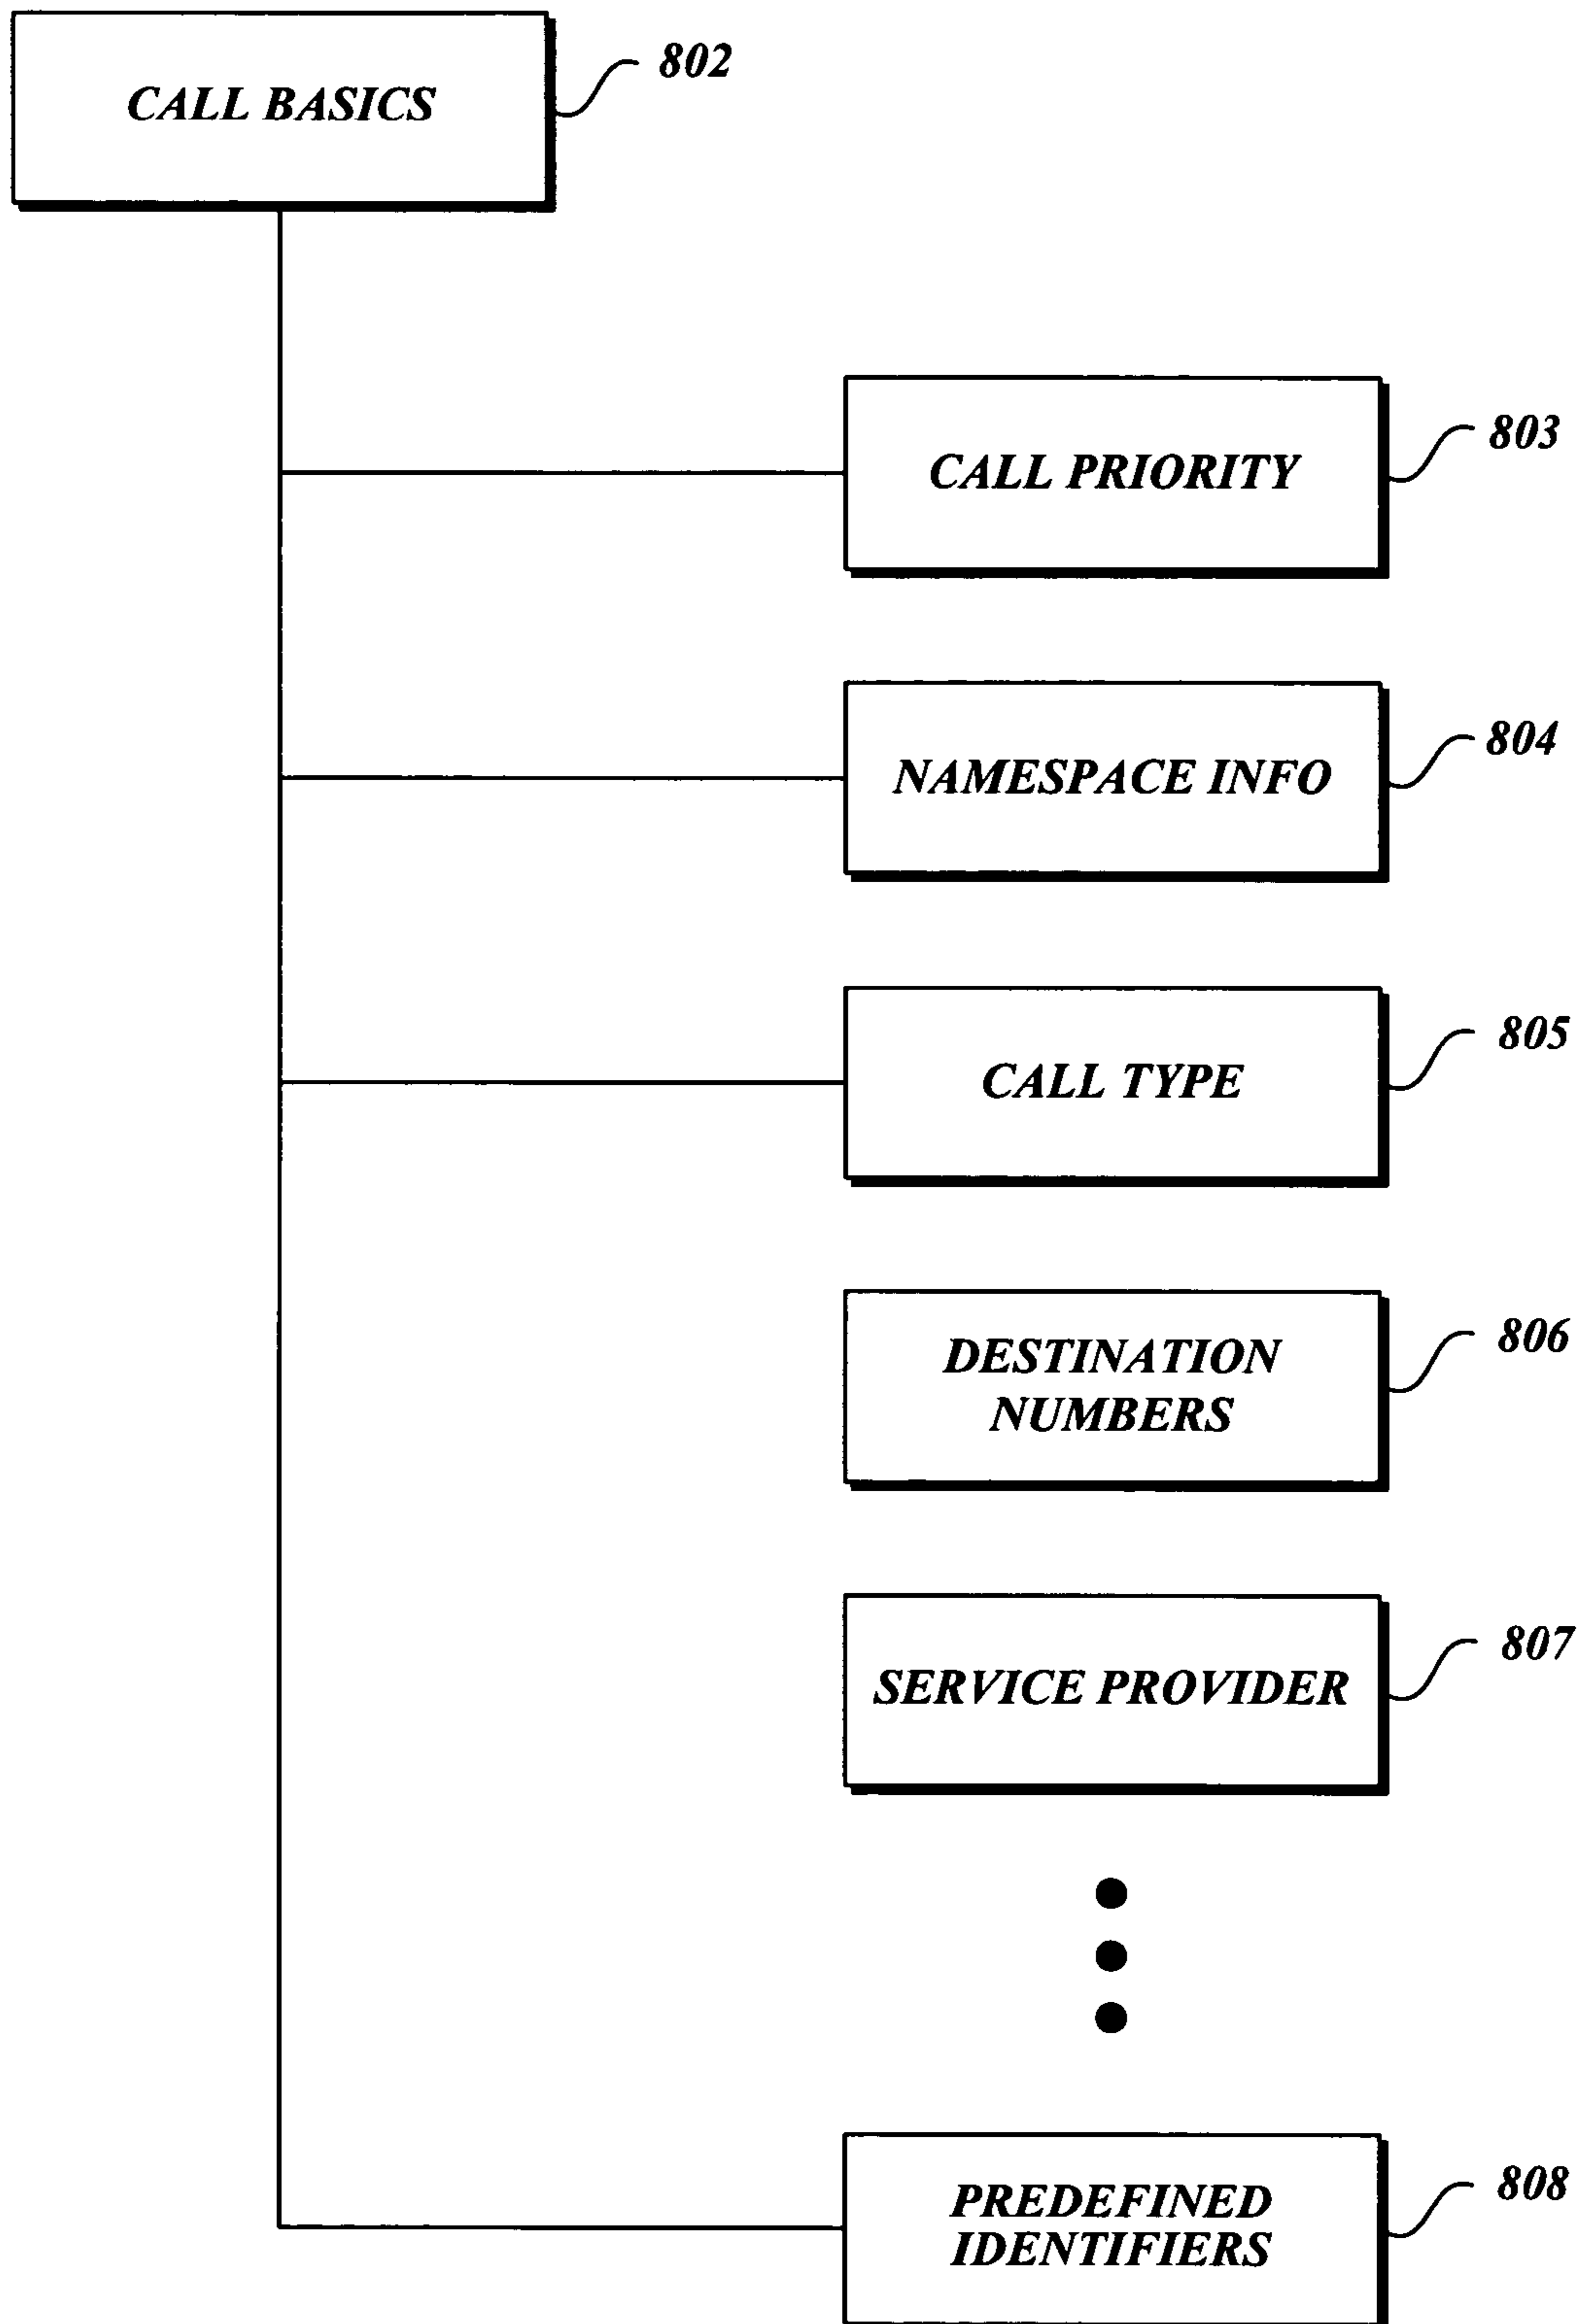 CALL BASICS
802
CALL PRIORITY
803
NAMESPACE INFO
804
CALL TYPE
805
DESTINATION
NUMBERS
806
SERVICE PROVIDER
807
PREDEFINED
IDENTIFIERS
808